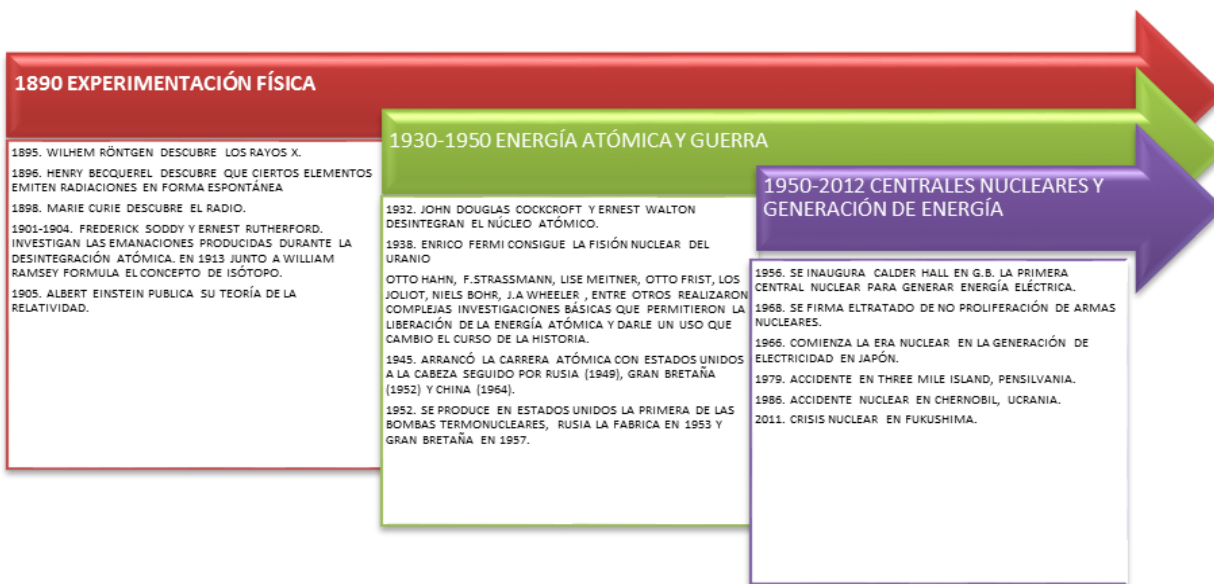 1890 EXPERIMENTACIÓN FÍSICA
1895. WILHEM RÖNTGEN DESCUBRE LOS RAYOS X.
1896. HENRY BECQUEREL DESCUBRE QUE CIERTOS ELEMENTOS
EMITEN RADIACIONES EN FORMA ESPONTÁNEA
1898. MARIE CURIE DESCUBRE EL RADIO.
1901-1904. FREDERICK SODDY Y ERNEST RUTHERFORD.
INVESTIGAN LAS EMANACIONES PRODUCIDAS DURANTE LA
DESINTEGRACIÓN ATÓMICA. EN 1913 JUNTO A WILLIAM
RAMSEY FORMULA EL CONCEPTO DE ISÓTOPO.
1905. ALBERT EINSTEIN PUBLICA SU TEORÍA DE LA
RELATIVIDAD.
1930-1950 ENERGÍA ATÓMICA Y GUERRA
1932. JOHN DOUGLAS COCKCROFT Y ERNEST WALTON
DESINTEGRAN EL NÚCLEO ATÓMICO.
1938. ENRICO FERMI CONSIGUE LA FISIÓN NUCLEAR DEL
URANIO
OTTO HAHN, F.STRASSMANN, LISE MEITNER, OTTO FRIST, LOS
JOLIOT, NIELS BOHR, J.A WHEELER , ENTRE OTROS REALIZARON
COMPLEJAS INVESTIGACIONES BÁSICAS QUE PERMITIERON LA
LIBERACIÓN DE LA ENERGÍA ATÓMICA Y DARLE UN USO QUE
CAMBIO EL CURSO DE LA HISTORIA.
1945. ARRANCÓ LA CARRERA ATÓMICA CON ESTADOS UNIDOS
A LA CABEZA SEGUIDO POR RUSIA (1949), GRAN BRETAÑA
(1952) Y CHINA (1964).
1952. SE PRODUCE EN ESTADOS UNIDOS LA PRIMERA DE LAS
BOMBAS TERMONUCLEARES, RUSIA LA FABRICA EN 1953 Y
GRAN BRETAÑA EN 1957.
1950-2012 CENTRALES NUCLEARES Y
GENERACIÓN DE ENERGÍA
1956. SE INAUGURA CALDER HALL EN G.B. LA PRIMERA
CENTRAL NUCLEAR PARA GENERAR ENERGÍA ELÉCTRICA.
1968. SE FIRMA ELTRATADO DE NO PROLIFERACIÓN DE ARMAS
NUCLEARES.
1966. COMIENZA LA ERA NUCLEAR EN LA GENERACIÓN DE
ELECTRICIDAD EN JAPÓN.
1979. ACCIDENTE EN THREE MILE ISLAND, PENSILVANIA.
1986. ACCIDENTE NUCLEAR EN CHERNOBIL, UCRANIA.
2011. CRISIS NUCLEAR EN FUKUSHIMA.